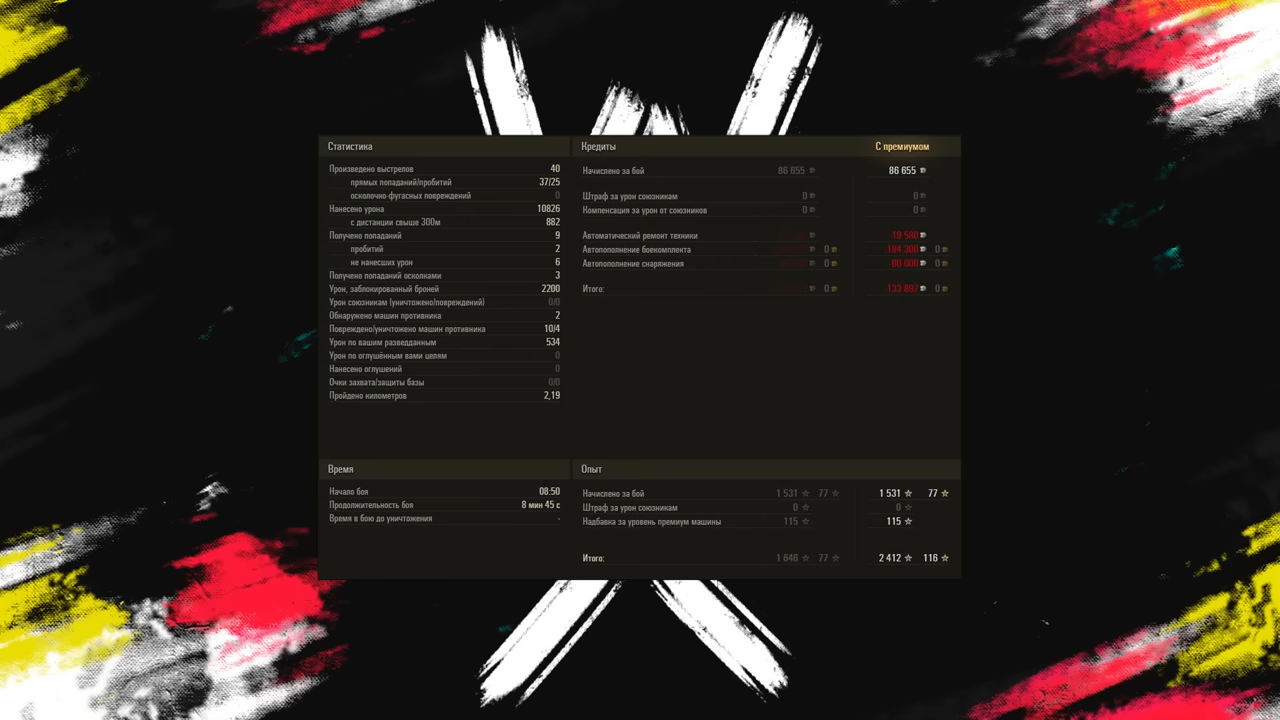 Статистика
Произведено выстрелов 40
прямых попаданий/пробитий 37/25
осколочно-фугасных повреждений 0
Нанесено урона 10826
с дистанции свыше 300м 882
Получено попаданий 9
пробитий 2
не нанесших урон 6
Получено попаданий осколками 3
Урон, заблокированный броней 2200
Урон союзникам (уничтожено/повреждений) 0/0
Обнаружено машин противника 2
Повреждено/уничтожено машин противника 10/4
Урон по вашим разведданным 534
Урон по оглушённым вами целям 0
Нанесено оглушений 0
Очки захвата/защиты базы 0/0
Пройдено километров 2,19
Кредиты С премиумом
Начислено за бой 86 655 86 655
Штраф за урон союзникам 0 0
Компенсация за урон от союзников 0 0
Автоматический ремонт техники
Автопополнение боекомплекта 0 0
Автопополнение снаряжения 0 0
Итого: 0 0
Время
Начало боя 08:50
Продолжительность боя 8 мин 45 с
Время в бою до уничтожения -
Опыт
Начислено за бой 1 531 77 1 531 77
Штраф за урон союзникам 0 0
Надбавка за уровень премиум машины 115 115
Итого: 1 646 77 2 412 116